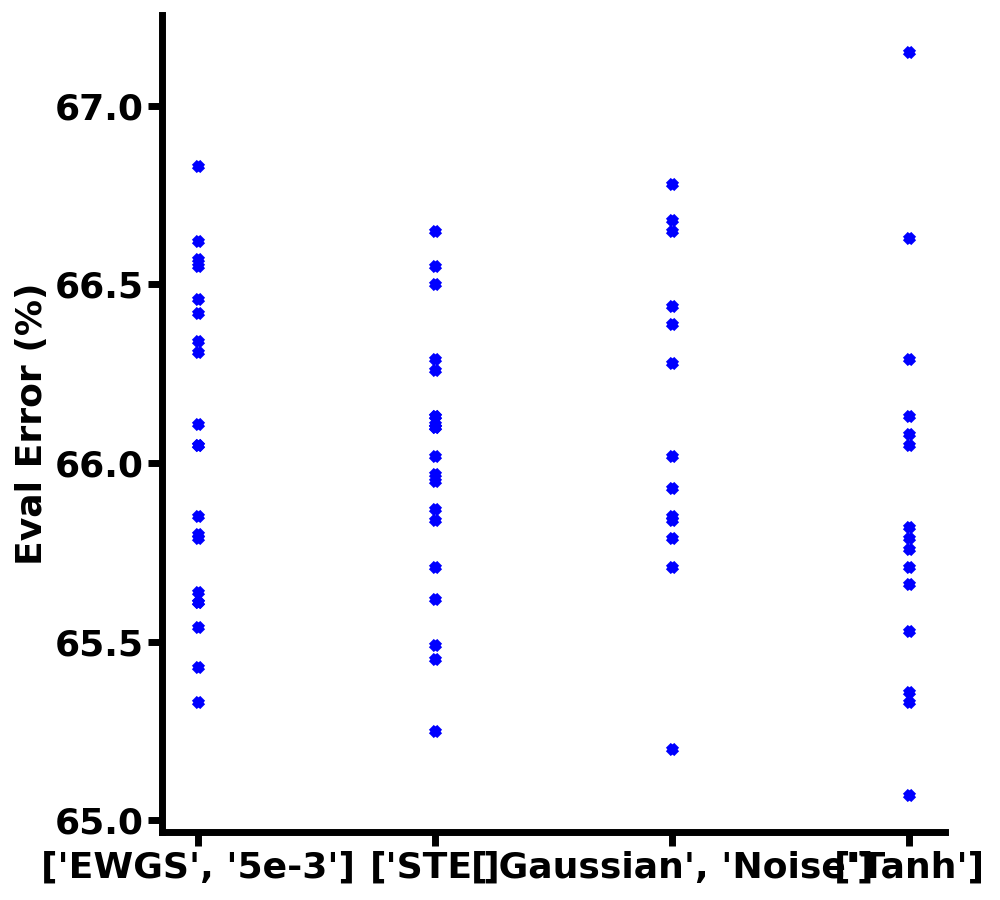 67.0
66.5
66.0
65.5
65.0
Eval Error (%)
['EWGS', '5e-3'] ['STE'] ['Gaussian', 'Noise'] ['Tanh']